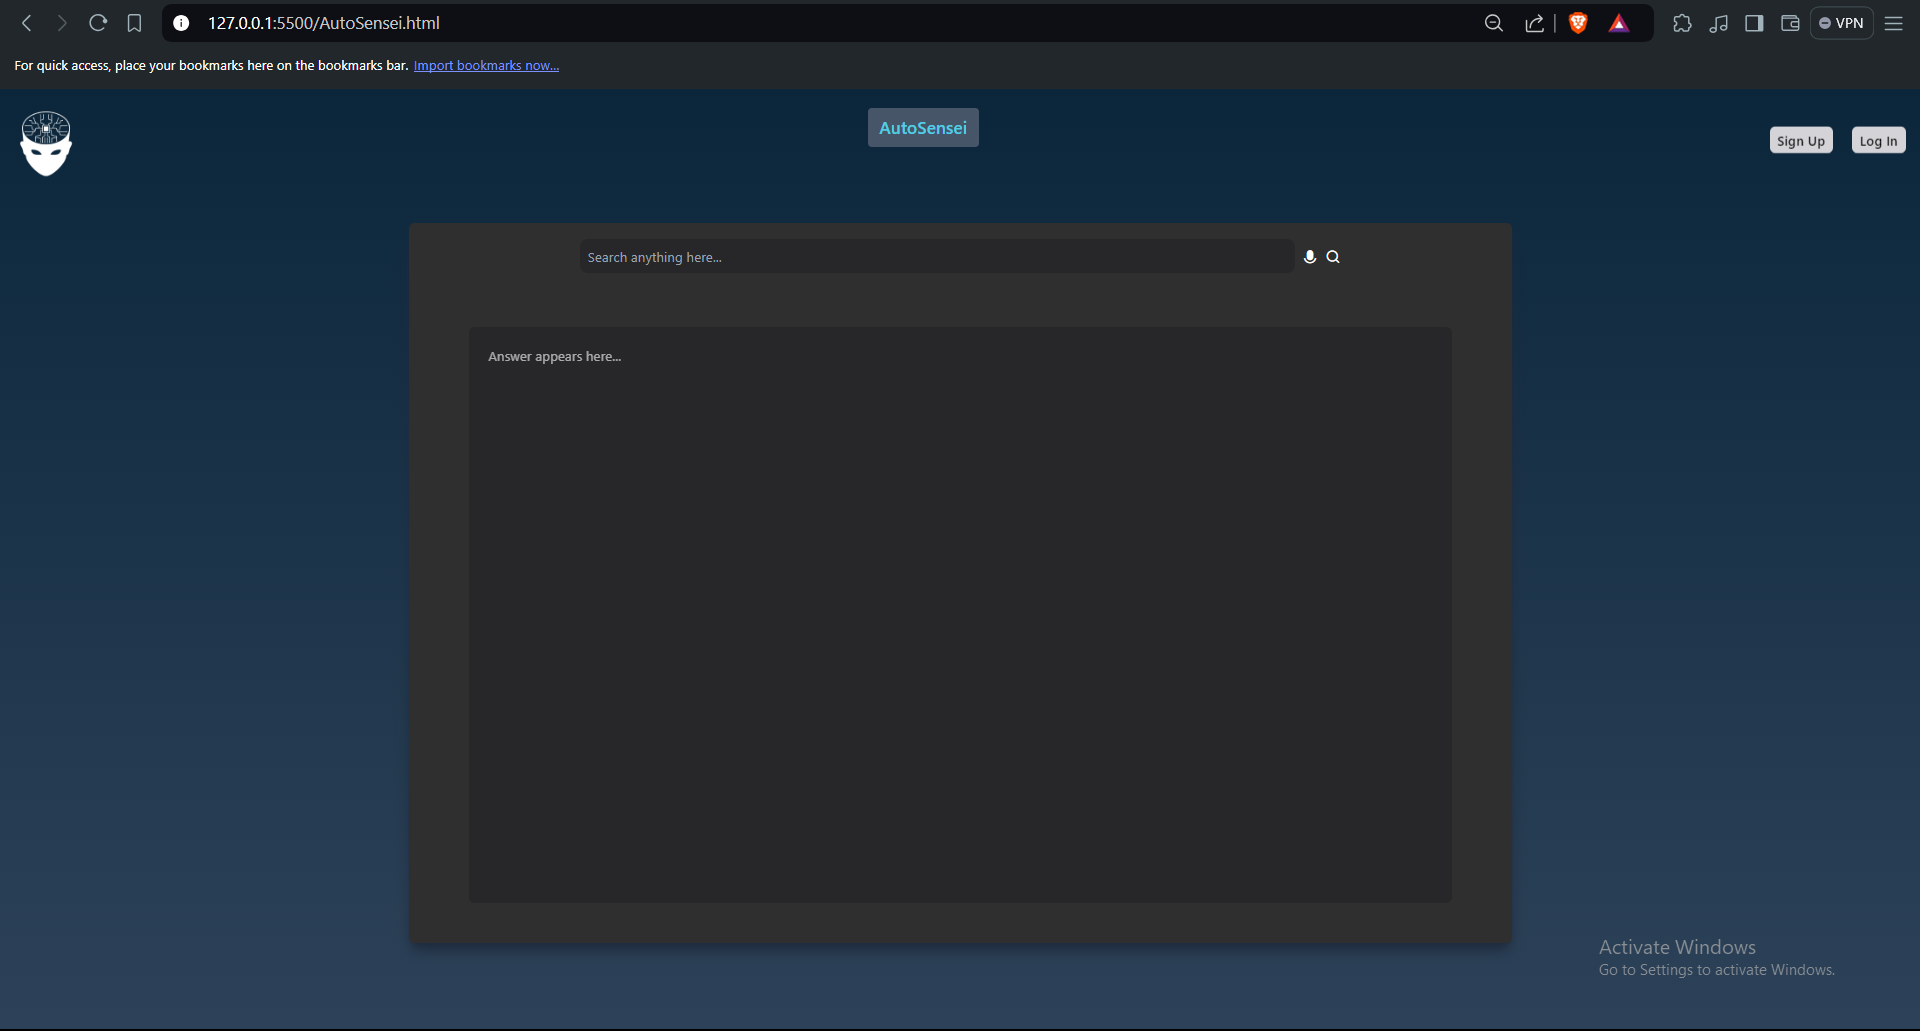 127.0.0.1:5500/AutoSensei.html
VPN
For quick access, place your bookmarks here on the bookmarks bar. Import bookmarks now...
AutoSensei
Sign Up
Log In
Search anything here...
Answer appears here...
Activate Windows
Go to Settings to activate Windows.